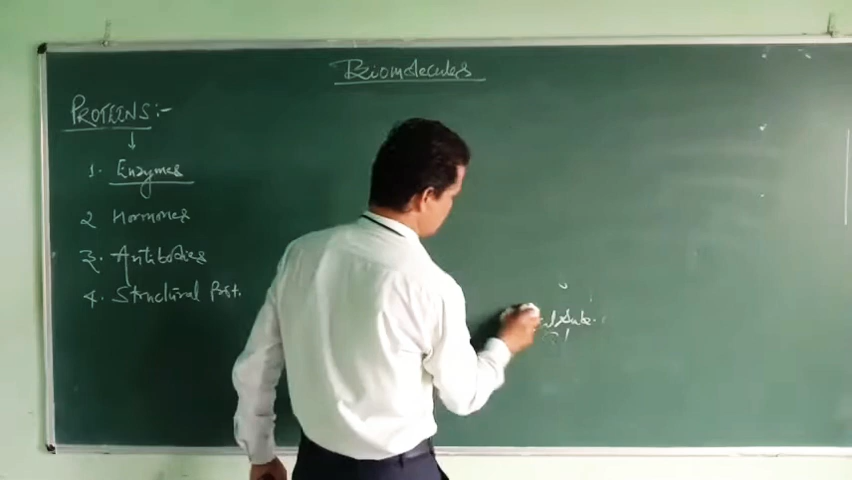 Biomolecules
PROTEINS:-
1. Enzymes
2 Hormones
3. Antibodies
4. Structural Prot.